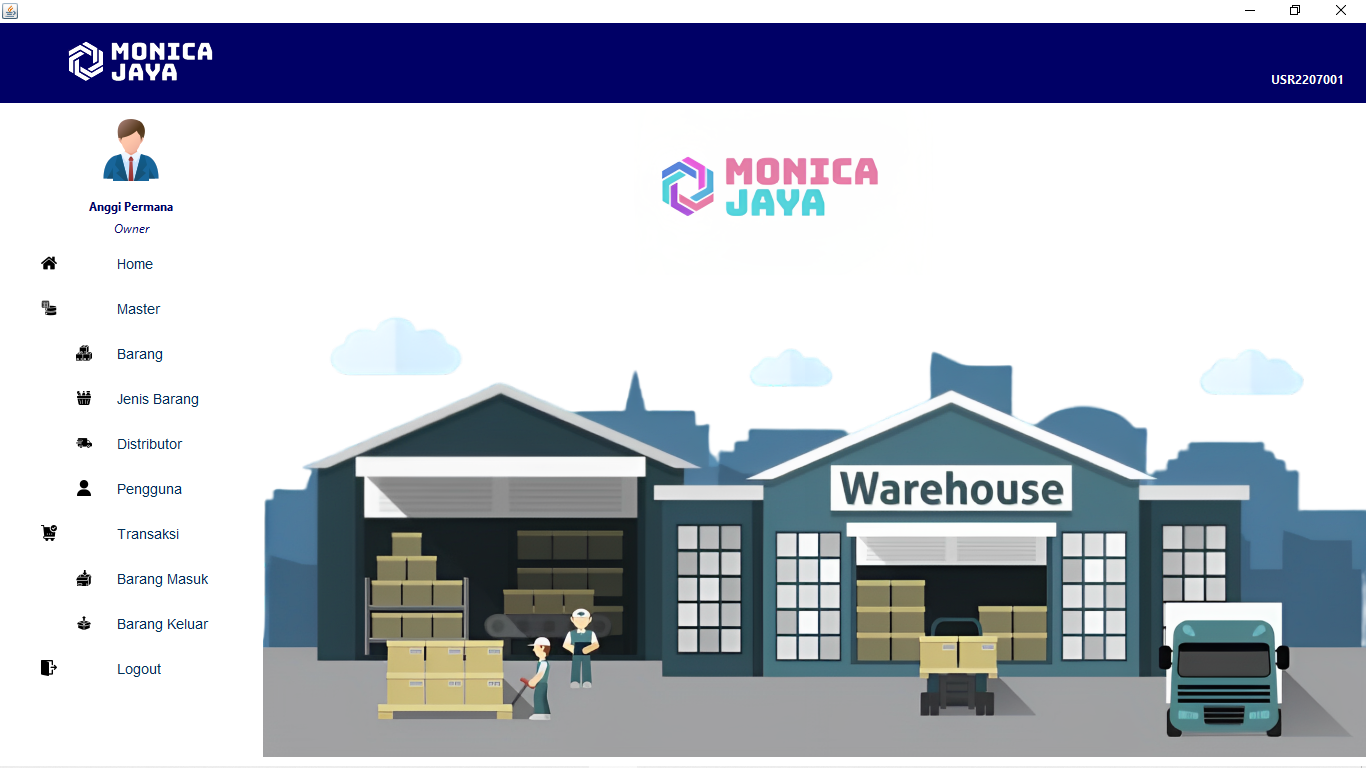 MONICA
JAYA
USR2207001
Anggi Permana
Owner
Home
Master
Barang
Jenis Barang
Distributor
Pengguna
Transaksi
Barang Masuk
Barang Keluar
Logout
MONICA
JAYA
Warehouse